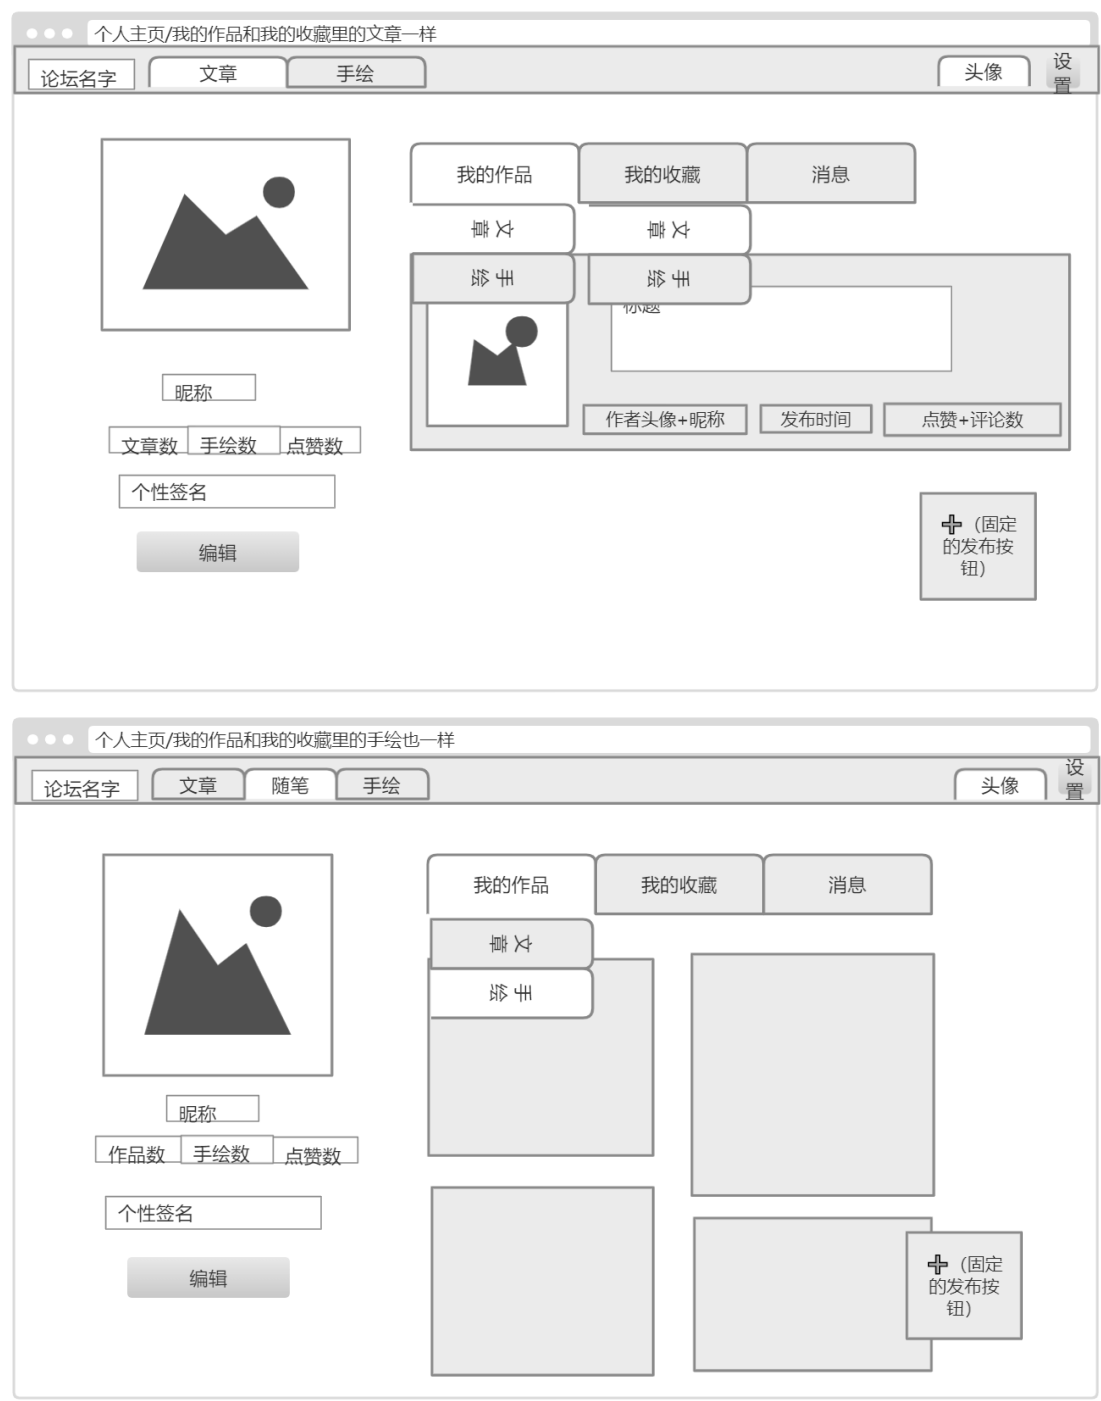 个人主页/我的作品和我的收藏里的文章一样
论坛名字
文章
手绘
头像
设
置
我的作品
我的收藏
消息
文章
手绘
文章
手绘
标题
昵称
文章数
手绘数
点赞数
个性签名
编辑
作者头像+昵称
发布时间
点赞+评论数
（固定
的发布按
钮）
个人主页/我的作品和我的收藏里的手绘也一样
论坛名字
文章
随笔
手绘
头像
设
置
我的作品
我的收藏
消息
文章
手绘
昵称
作品数
手绘数
点赞数
个性签名
编辑
（固定
的发布按
钮）